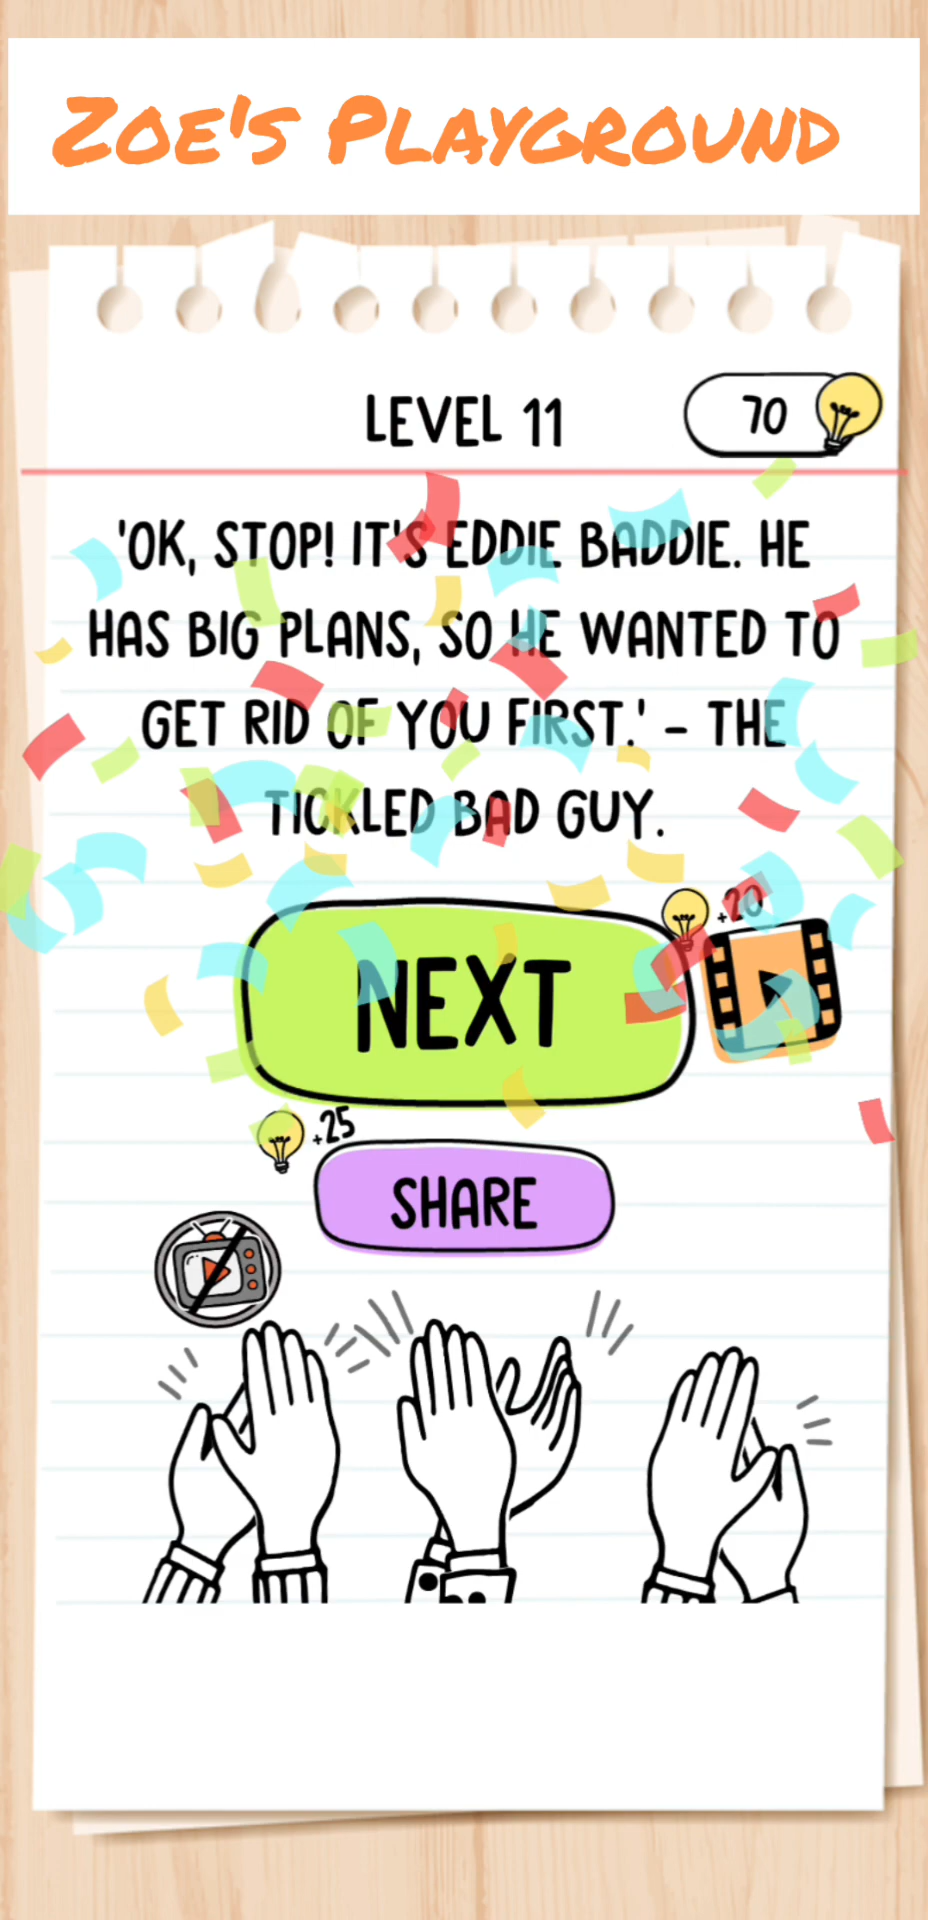 Zoe's Playground
LEVEL 11
70
'OK, STOP! IT'S EDDIE BADDIE. HE
HAS BIG PLANS, SO HE WANTED TO
GET RID OF YOU FIRST.' – THE
TICKLED BAD GUY.
+20
NEXT
+25
SHARE